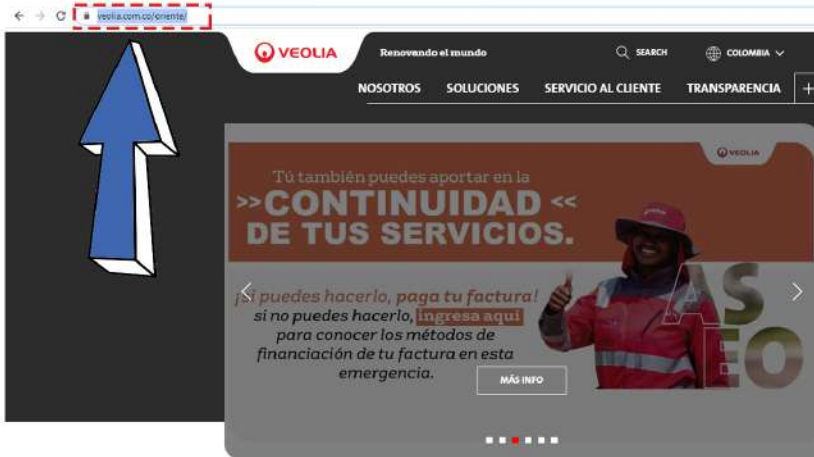 veolia.com.co/oriente/
VEOLIA
Renovando el mundo
SEARCH
COLOMBIA
NOSOTROS SOLUCIONES SERVICIO AL CLIENTE TRANSPARENCIA +
VEOLIA
Tú también puedes aportar en la
>>CONTINUIDAD <<
DE TUS SERVICIOS.
¡si puedes hacerlo, paga tu factura!
si no puedes hacerlo, ingresa aquí
para conocer los métodos de
financiación de tu factura en esta
emergencia.
MÁS INFO
AS
EO